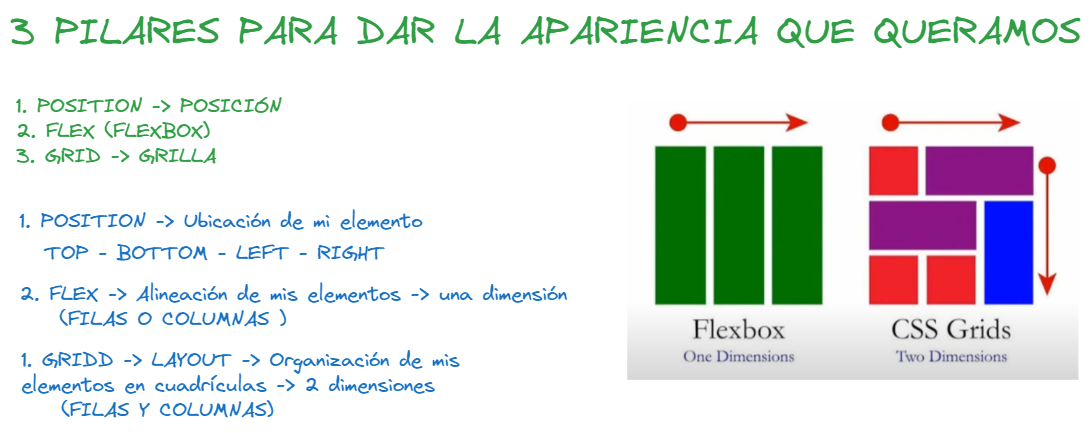 3 PILARES PARA DAR LA APARIENCIA QUE QUERAMOS
1. POSITION -> POSICIÓN
2. FLEX (FLEXBOX)
3. GRID -> GRILLA
1. POSITION -> Ubicación de mi elemento
TOP - BOTTOM - LEFT - RIGHT
2. FLEX -> Alineación de mis elementos -> una dimensión
(FILAS O COLUMNAS )
1. GRIDD -> LAYOUT -> Organización de mis
elementos en cuadrículas -> 2 dimensiones
(FILAS Y COLUMNAS)
Flexbox
One Dimensions
CSS Grids
Two Dimensions